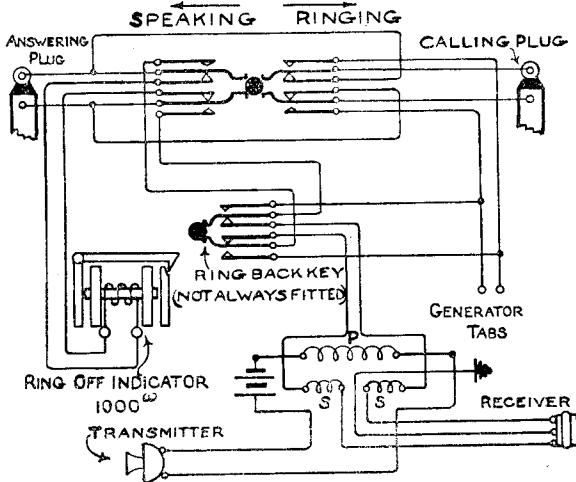 SPEAKING
RINGING
ANSWERING
PLUG
CALLING PLUG
RING BACK KEY
(NOT ALWAYS FITTED)
GENERATOR
TABS
RING OFF INDICATOR
1000ω
P
S
S
RECEIVER
TRANSMITTER